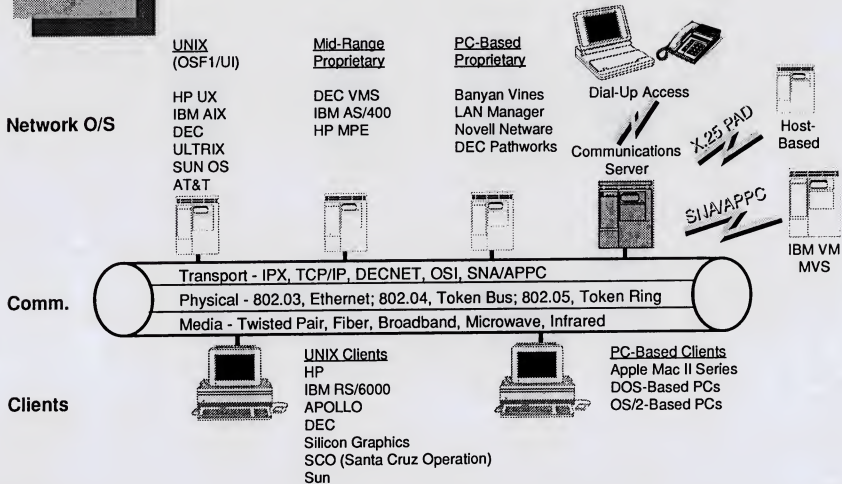 UNIX
(OSF1/UI)
HP UX
IBM AIX
DEC
ULTRIX
SUN OS
AT&T
Mid-Range
Proprietary
DEC VMS
IBM AS/400
HP MPE
PC-Based
Proprietary
Banyan Vines
LAN Manager
Novell Netware
DEC Pathworks
Dial-Up Access
Communications
Server
X.25 PAD
Host-
Based
SNA/APPC
IBM VM
MVS
Network O/S
Comm.
Transport - IPX, TCP/IP, DECNET, OSI, SNA/APPC
Physical - 802.03, Ethernet; 802.04, Token Bus; 802.05, Token Ring
Media - Twisted Pair, Fiber, Broadband, Microwave, Infrared
Clients
UNIX Clients
HP
IBM RS/6000
APOLLO
DEC
Silicon Graphics
SCO (Santa Cruz Operation)
Sun
PC-Based Clients
Apple Mac II Series
DOS-Based PCs
OS/2-Based PCs